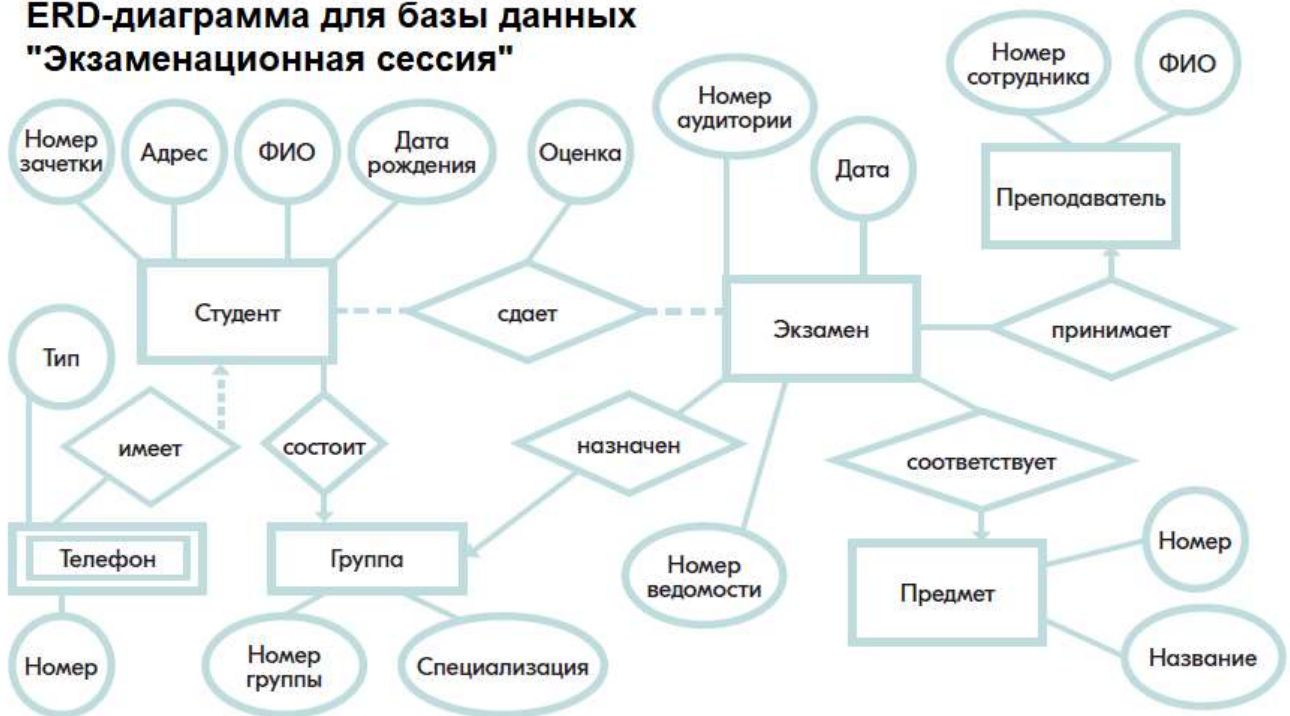 ERD-диаграмма для базы данных
"Экзаменационная сессия"
Номер
сотрудника
ФИО
Номер
аудитории
Номер
зачетки
Адрес
ФИО
Дата
рождения
Оценка
Дата
Преподаватель
Студент
сдает
Экзамен
принимает
Тип
имеет
состоит
назначен
соответствует
Телефон
Группа
Номер
ведомости
Предмет
Номер
Номер
Номер
группы
Специализация
Название